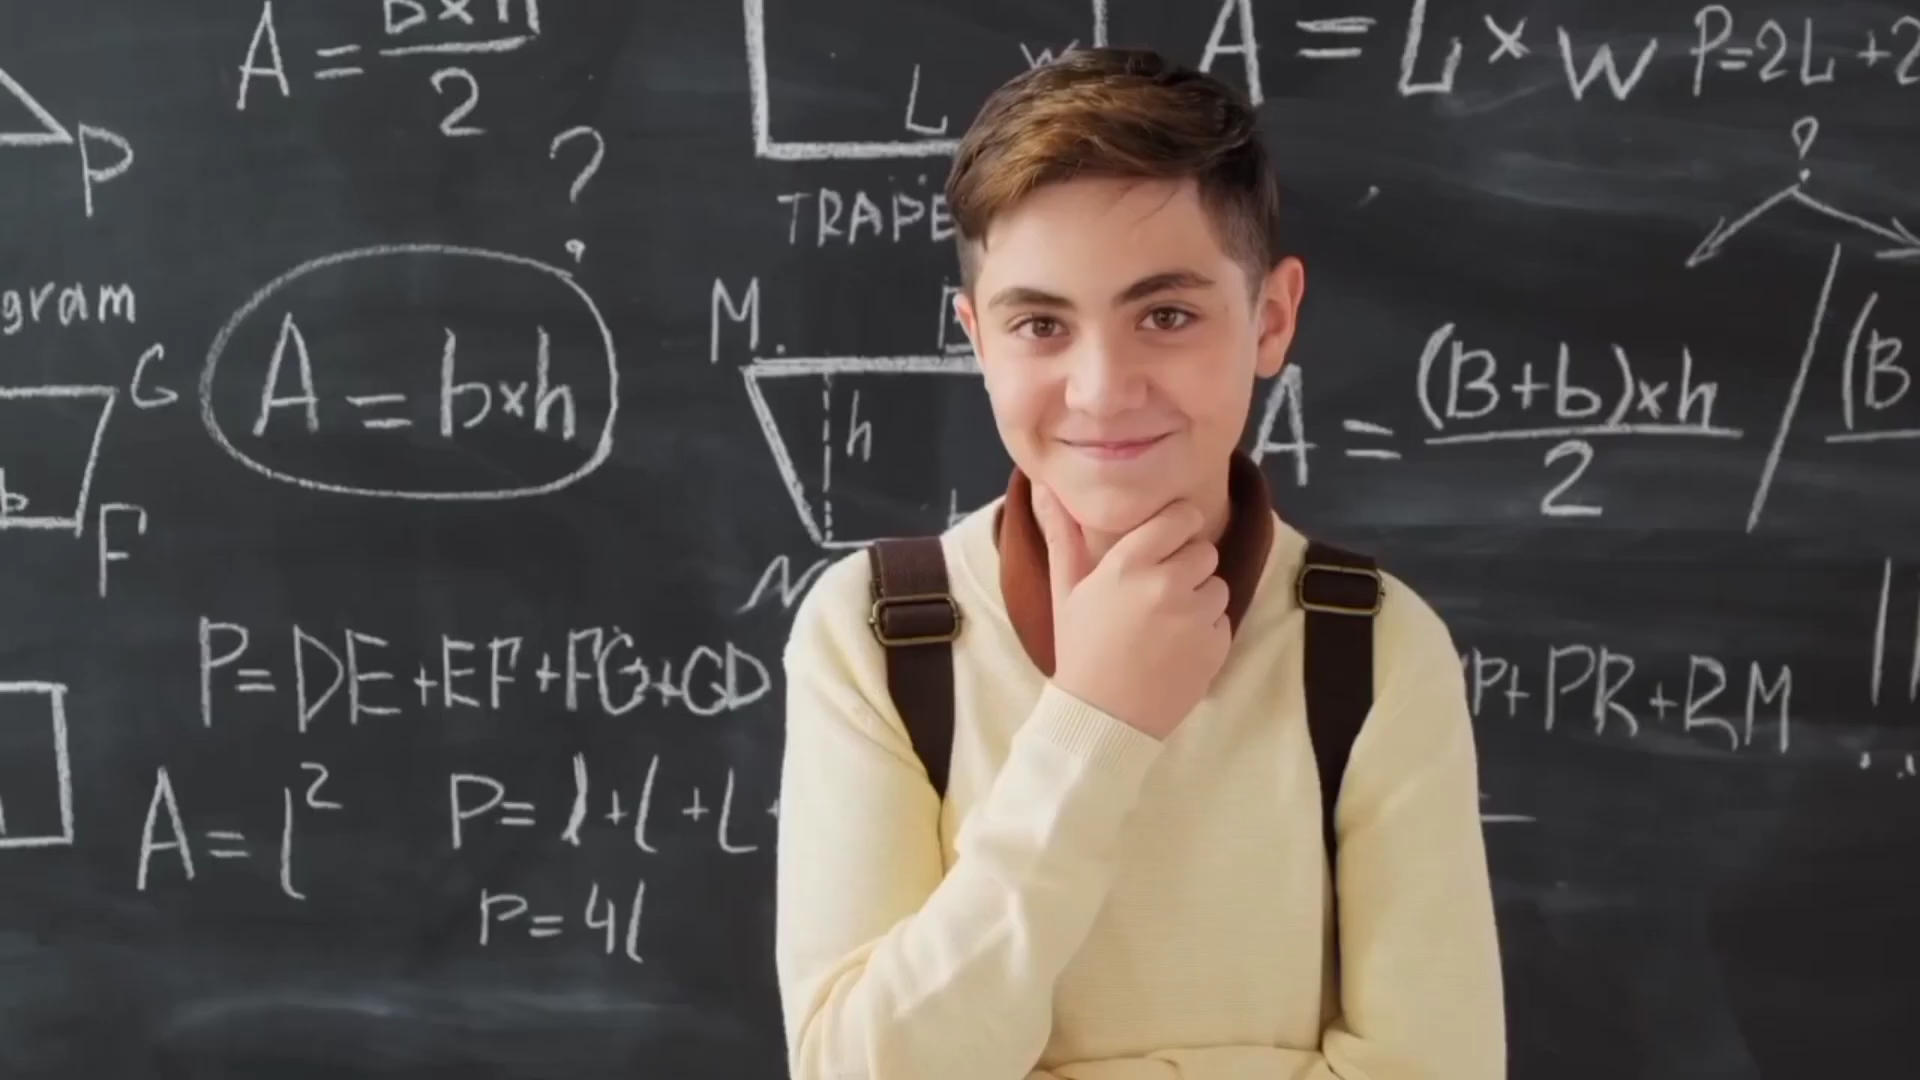 A = b×h
2
L
W
A = L × W P=2L+2
P
?
?
TRAPE
gram
G
A = b×h
M
h
A = (B+b)×h / (B
2
b
F
N
P=DE+EF+FG+GD
P+PR+RM
!!
A = l²
P= l+l+L+
P=4l